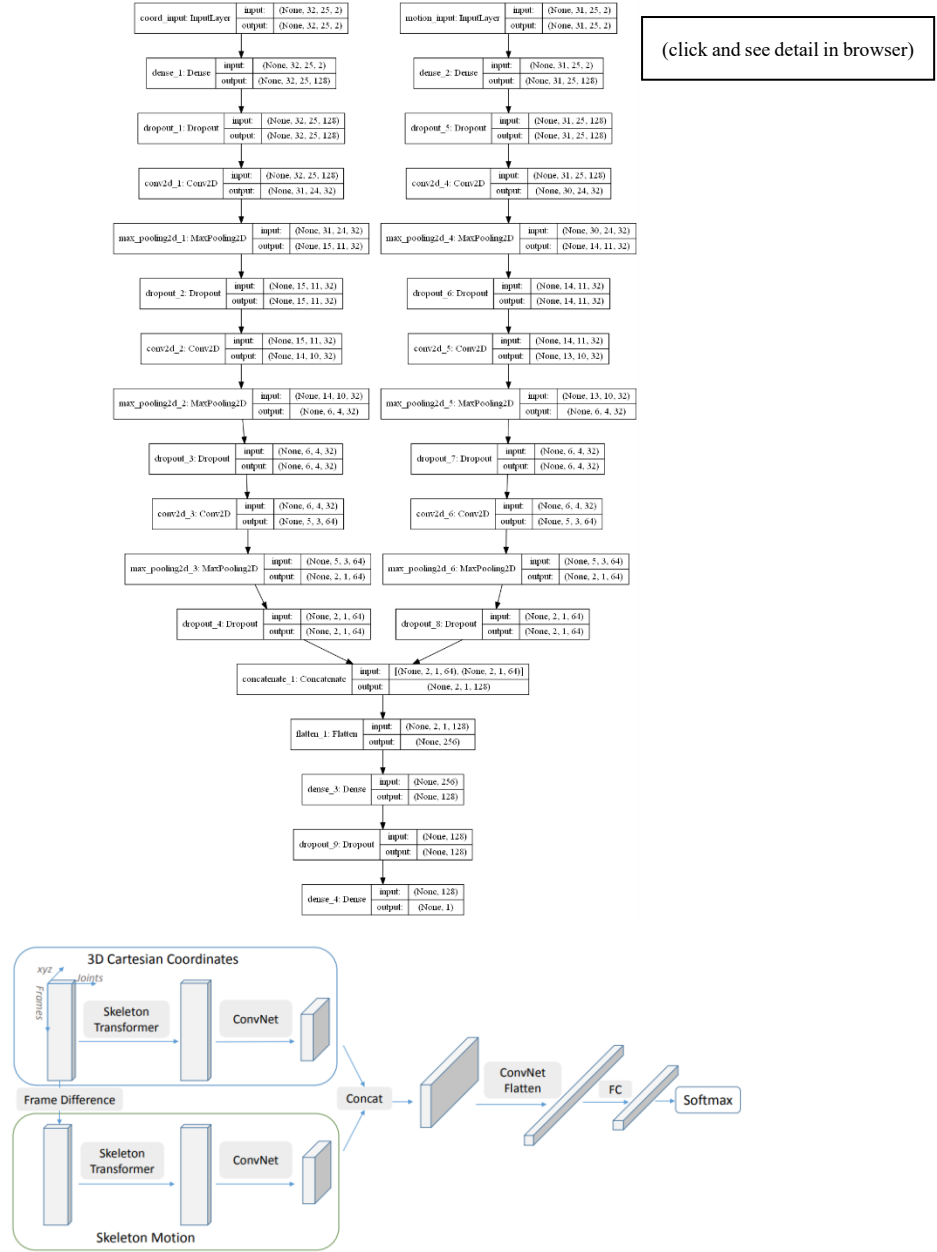 coord_input: InputLayer
input: (None, 32, 25, 2)
output: (None, 32, 25, 2)
motion_input: InputLayer
input: (None, 31, 25, 2)
output: (None, 31, 25, 2)
(click and see detail in browser)
dense_1: Dense
input: (None, 32, 25, 2)
output: (None, 32, 25, 128)
dense_2: Dense
input: (None, 31, 25, 2)
output: (None, 31, 25, 128)
dropout_1: Dropout
input: (None, 32, 25, 128)
output: (None, 32, 25, 128)
dropout_5: Dropout
input: (None, 31, 25, 128)
output: (None, 31, 25, 128)
conv2d_1: Conv2D
input: (None, 32, 25, 128)
output: (None, 31, 24, 32)
conv2d_4: Conv2D
input: (None, 31, 25, 128)
output: (None, 30, 24, 32)
max_pooling2d_1: MaxPooling2D
input: (None, 31, 24, 32)
output: (None, 15, 11, 32)
max_pooling2d_4: MaxPooling2D
input: (None, 30, 24, 32)
output: (None, 14, 11, 32)
dropout_2: Dropout
input: (None, 15, 11, 32)
output: (None, 15, 11, 32)
dropout_6: Dropout
input: (None, 14, 11, 32)
output: (None, 14, 11, 32)
conv2d_2: Conv2D
input: (None, 15, 11, 32)
output: (None, 14, 10, 32)
conv2d_5: Conv2D
input: (None, 14, 11, 32)
output: (None, 13, 10, 32)
max_pooling2d_2: MaxPooling2D
input: (None, 14, 10, 32)
output: (None, 6, 4, 32)
max_pooling2d_5: MaxPooling2D
input: (None, 13, 10, 32)
output: (None, 6, 4, 32)
dropout_3: Dropout
input: (None, 6, 4, 32)
output: (None, 6, 4, 32)
dropout_7: Dropout
input: (None, 6, 4, 32)
output: (None, 6, 4, 32)
conv2d_3: Conv2D
input: (None, 6, 4, 32)
output: (None, 5, 3, 64)
conv2d_6: Conv2D
input: (None, 6, 4, 32)
output: (None, 5, 3, 64)
max_pooling2d_3: MaxPooling2D
input: (None, 5, 3, 64)
output: (None, 2, 1, 64)
max_pooling2d_6: MaxPooling2D
input: (None, 5, 3, 64)
output: (None, 2, 1, 64)
dropout_4: Dropout
input: (None, 2, 1, 64)
output: (None, 2, 1, 64)
dropout_8: Dropout
input: (None, 2, 1, 64)
output: (None, 2, 1, 64)
concatenate_1: Concatenate
input: [(None, 2, 1, 64), (None, 2, 1, 64)]
output: (None, 2, 1, 128)
flatten_1: Flatten
input: (None, 2, 1, 128)
output: (None, 256)
dense_3: Dense
input: (None, 256)
output: (None, 128)
dropout_9: Dropout
input: (None, 128)
output: (None, 128)
dense_4: Dense
input: (None, 128)
output: (None, 1)
3D Cartesian Coordinates
xyz
Joints
Frames
Skeleton
Transformer
ConvNet
Frame Difference
Concat
ConvNet
Flatten
FC
Softmax
Skeleton
Transformer
ConvNet
Skeleton Motion